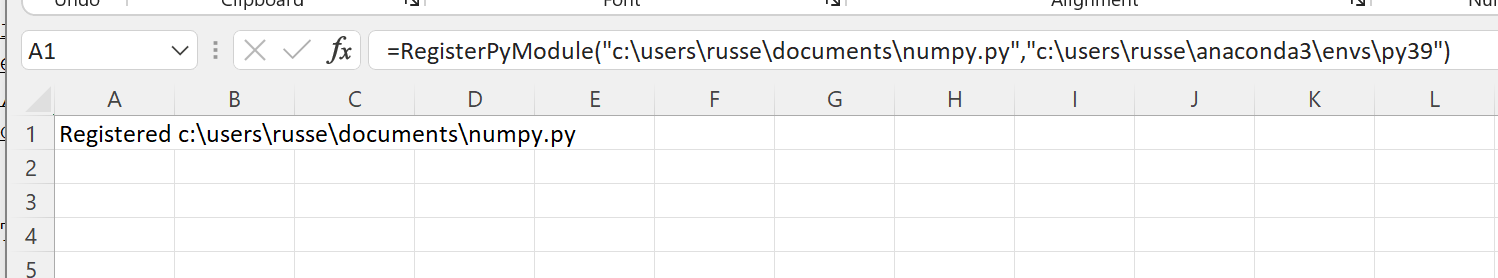 Undo Clipboard Font Alignment
A1 fx =RegisterPyModule("c:\users\russe\documents\numpy.py","c:\users\russe\anaconda3\envs\py39")
A B C D E F G H I J K L
1 Registered c:\users\russe\documents\numpy.py
2
3
4
5